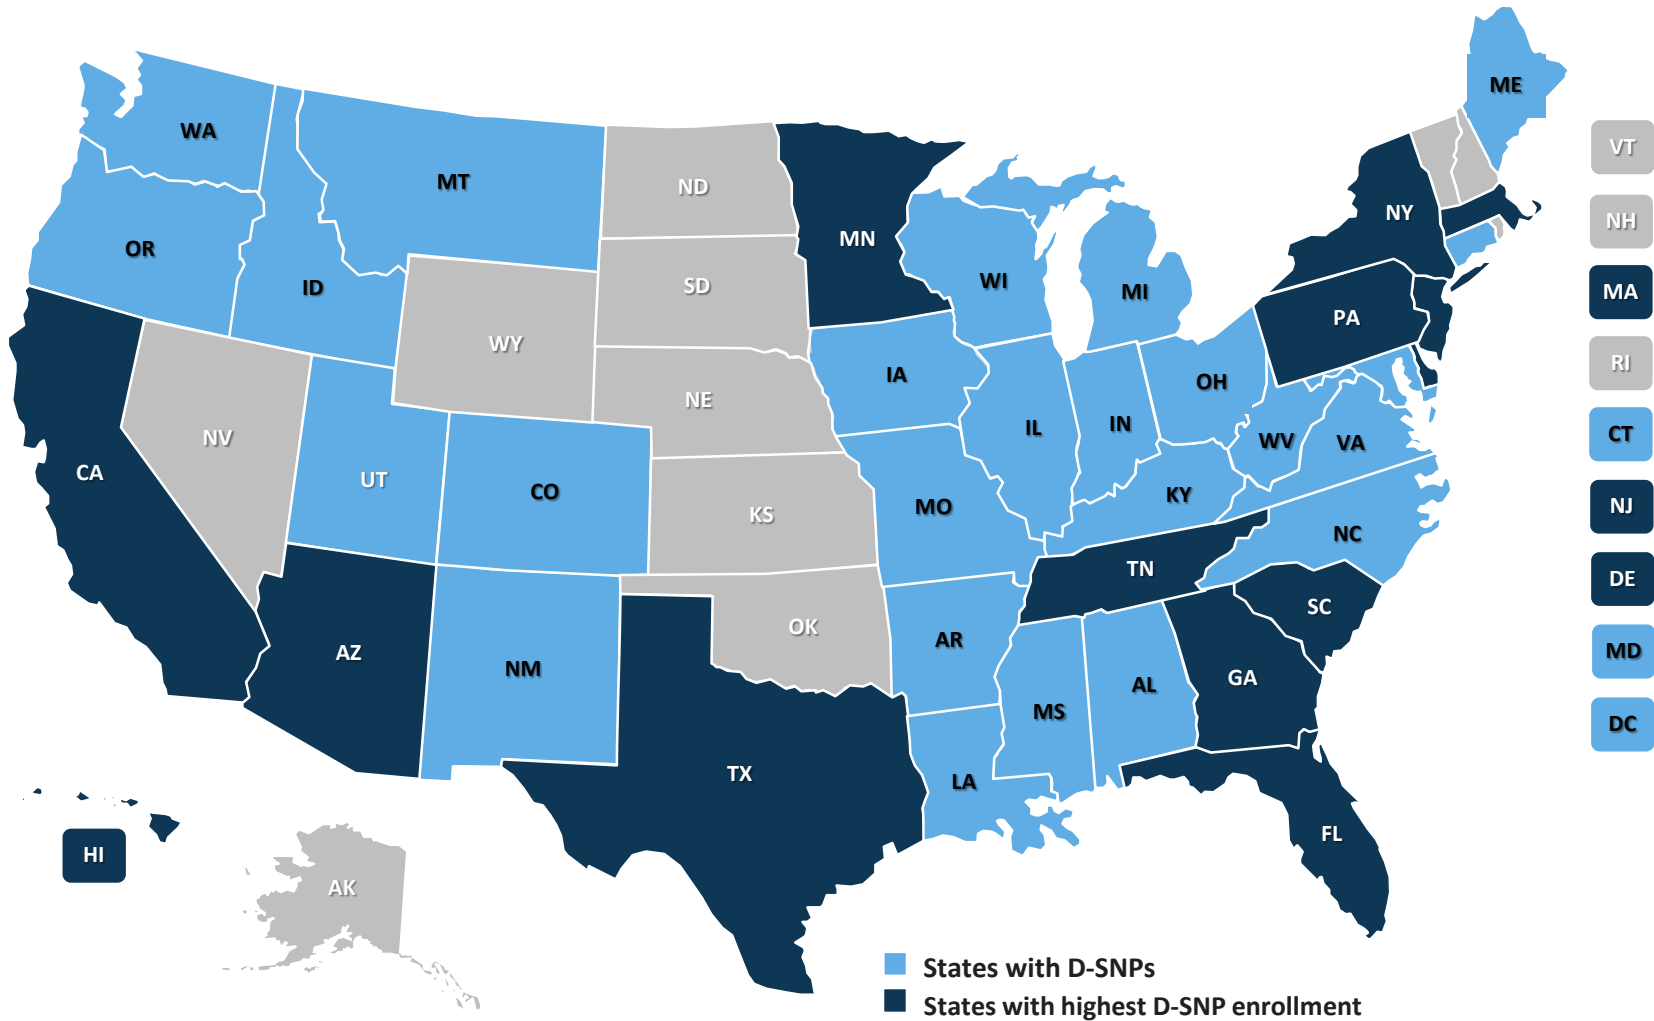 ME
WA
VT
MT
ND
NH
NY
MN
OR
WI
ID
SD
MI
MA
PA
WY
RI
IA
OH
NE
IN
IL
CT
NV
WV
VA
CA
UT
CO
KY
NJ
MO
KS
NC
TN
DE
SC
OK
AR
AZ
MD
NM
GA
AL
MS
DC
TX
LA
FL
HI
AK
States with D-SNPs
States with highest D-SNP enrollment